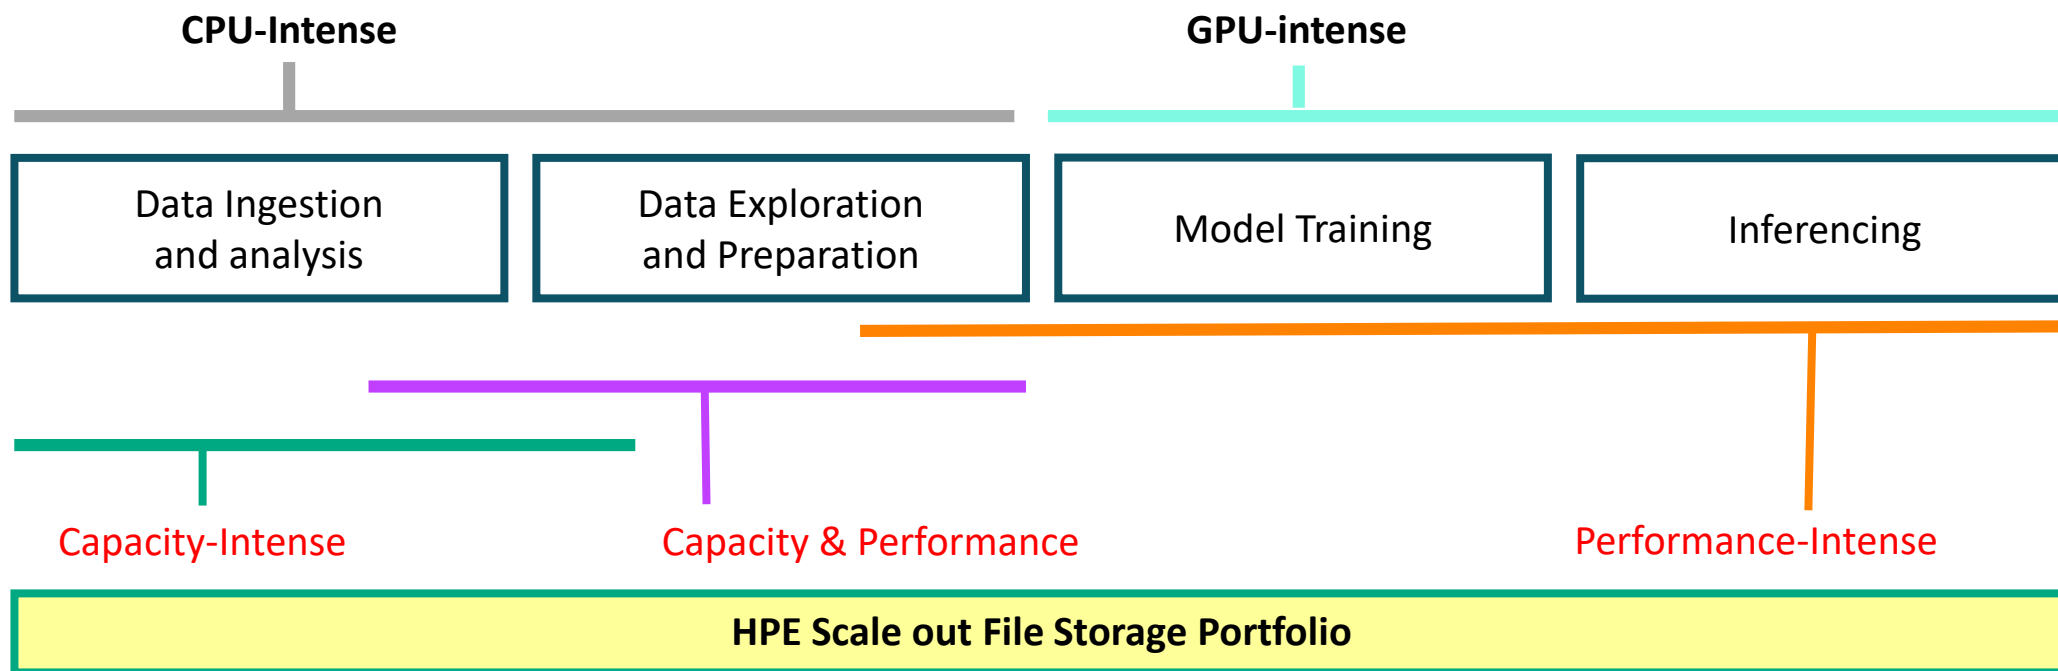 CPU-Intense
GPU-intense
Data Ingestion
and analysis
Data Exploration
and Preparation
Model Training
Inferencing
Capacity-Intense
Capacity & Performance
Performance-Intense
HPE Scale out File Storage Portfolio